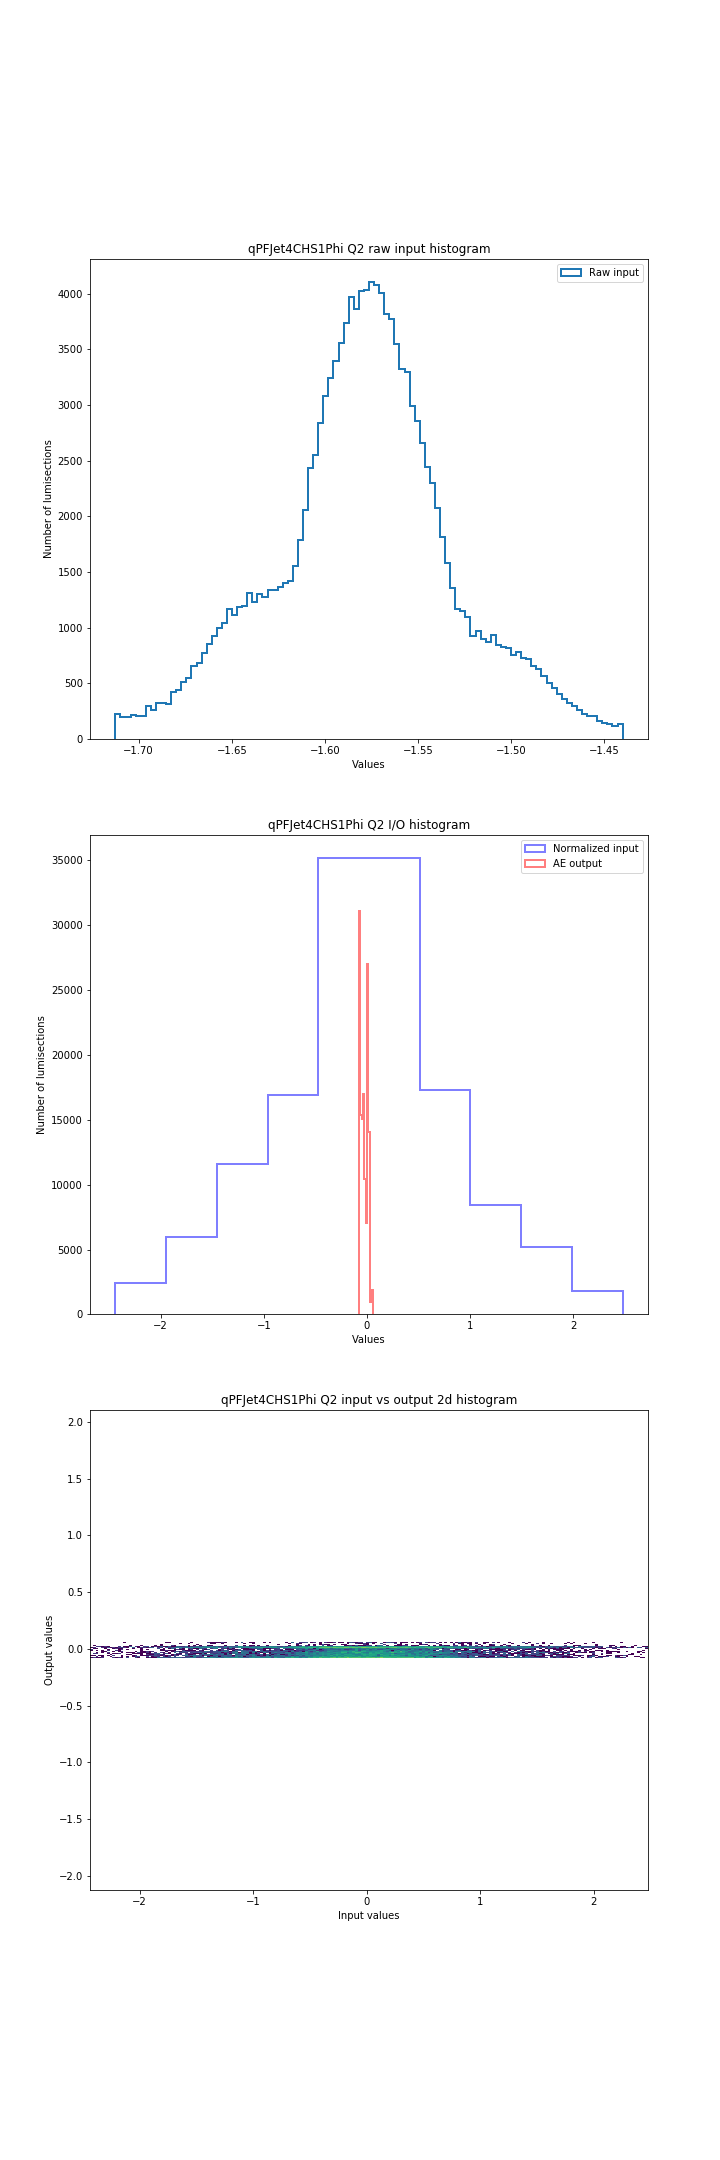 qPFJet4CHS1Phi Q2 raw input histogram
Raw input
4000
3500
3000
2500
2000
1500
1000
500
0
Number of lumisections
−1.70 −1.65 −1.60 −1.55 −1.50 −1.45
Values
qPFJet4CHS1Phi Q2 I/O histogram
Normalized input
AE output
35000
30000
25000
20000
15000
10000
5000
0
Number of lumisections
−2 −1 0 1 2
Values
qPFJet4CHS1Phi Q2 input vs output 2d histogram
2.0
1.5
1.0
0.5
0.0
−0.5
−1.0
−1.5
−2.0
Output values
−2 −1 0 1 2
Input values